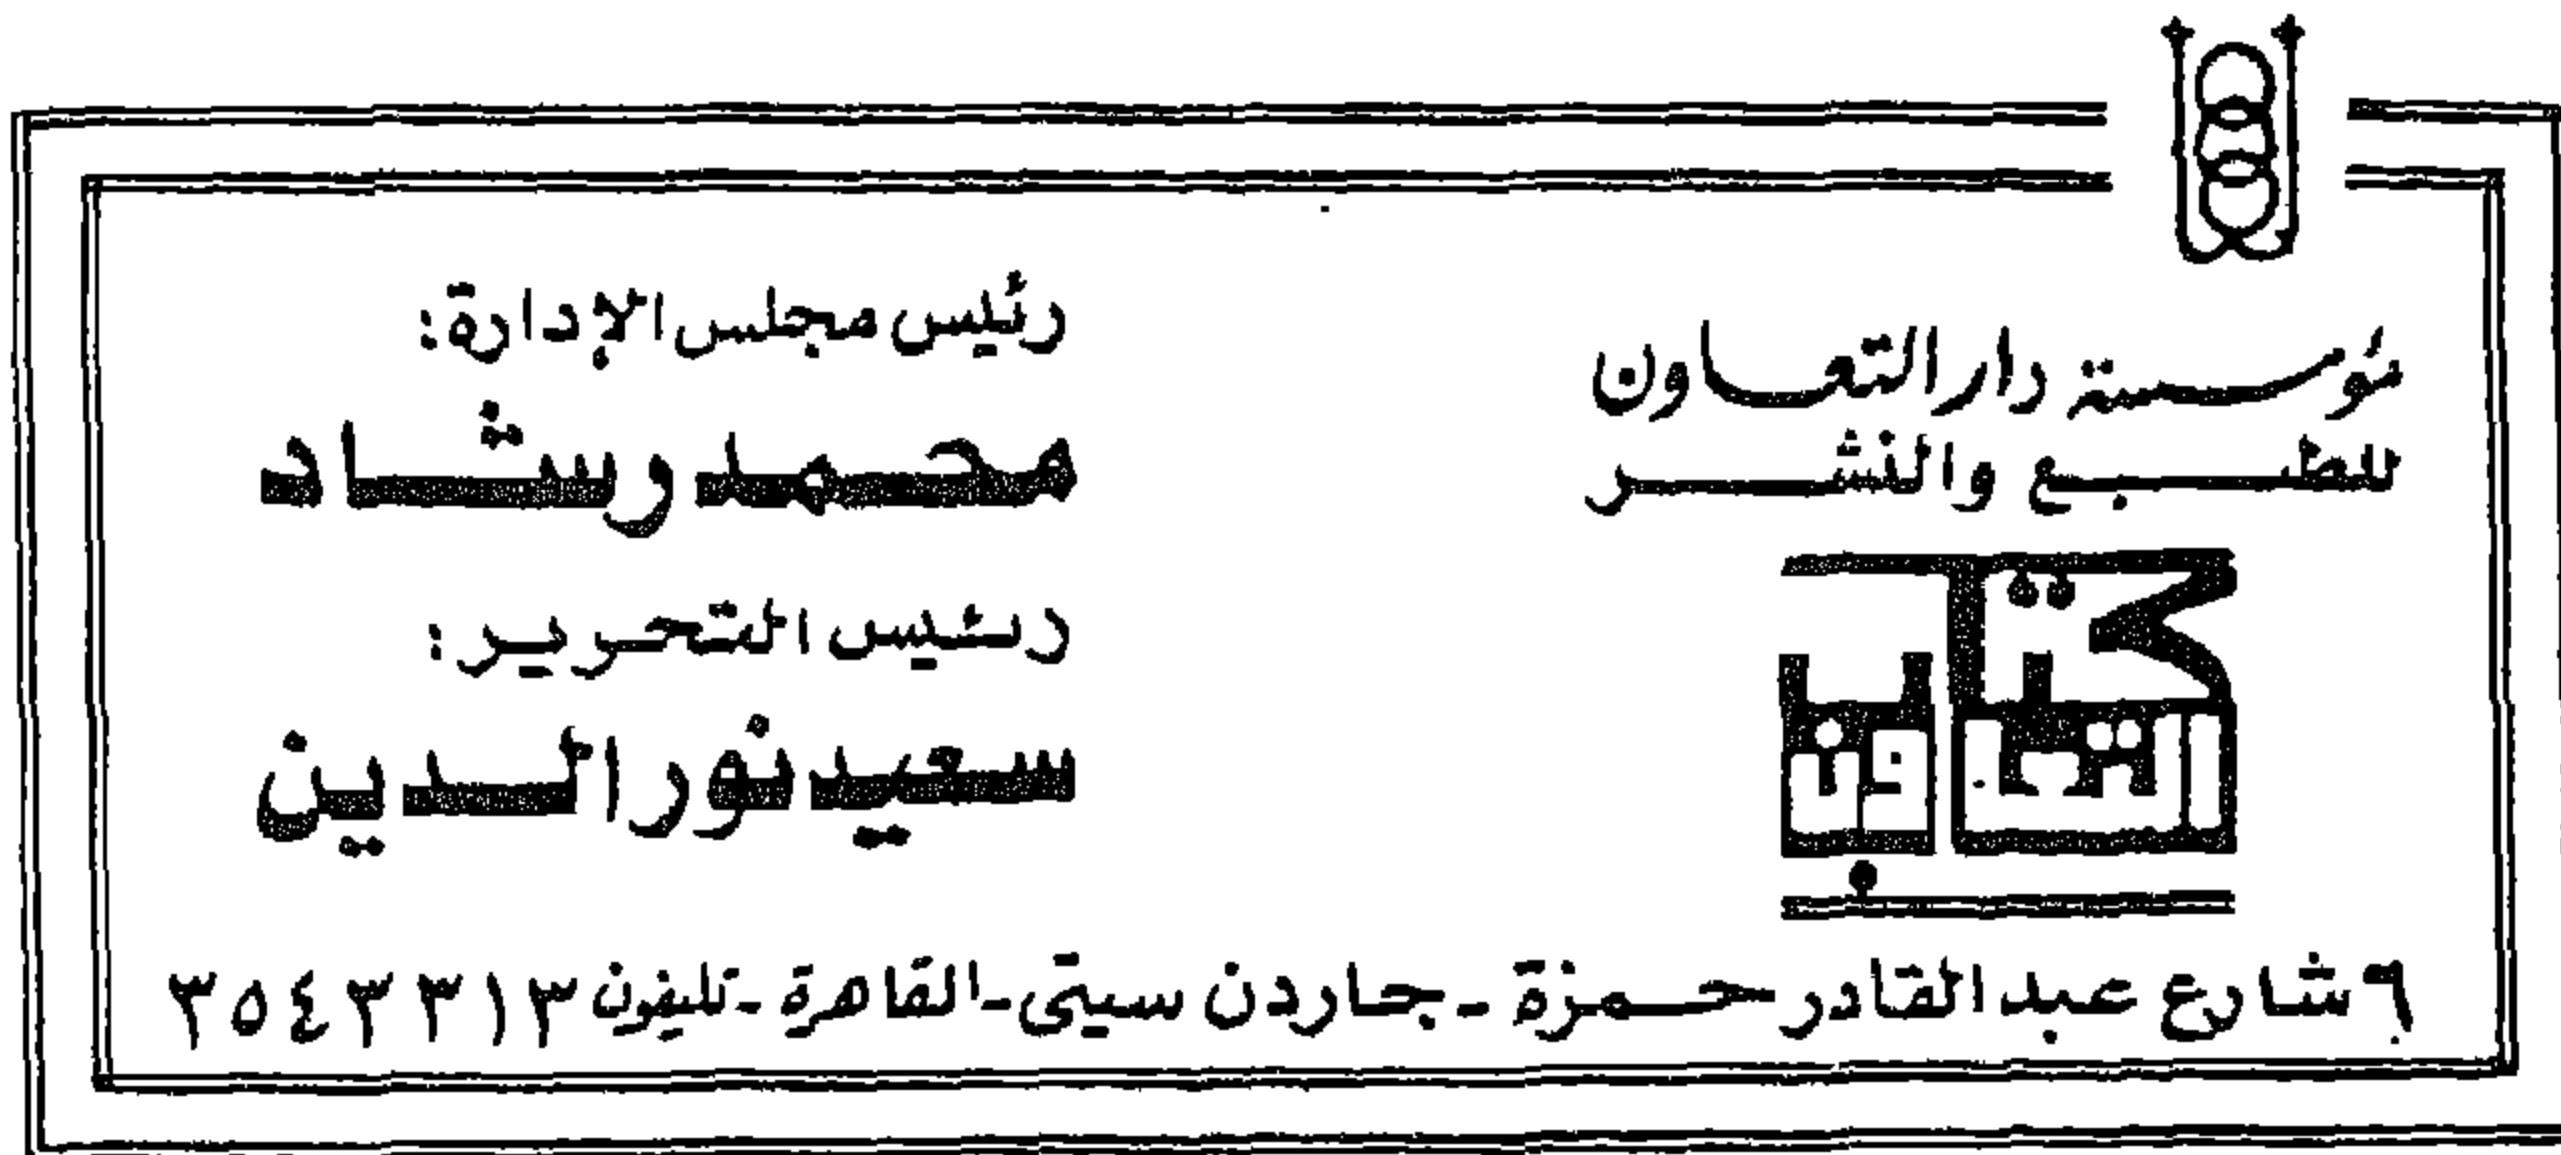 مؤسسة دار التعاون
للطبع والنشر
كتاب
التعاون
رئيس مجلس الإدارة:
محمد رشاد
رئيس التحرير:
سعيد نور الدين
٦ شارع عبد القادر حمزة - جاردن سيتى - القاهرة - تليفون ٣٥٤٣٣١٣